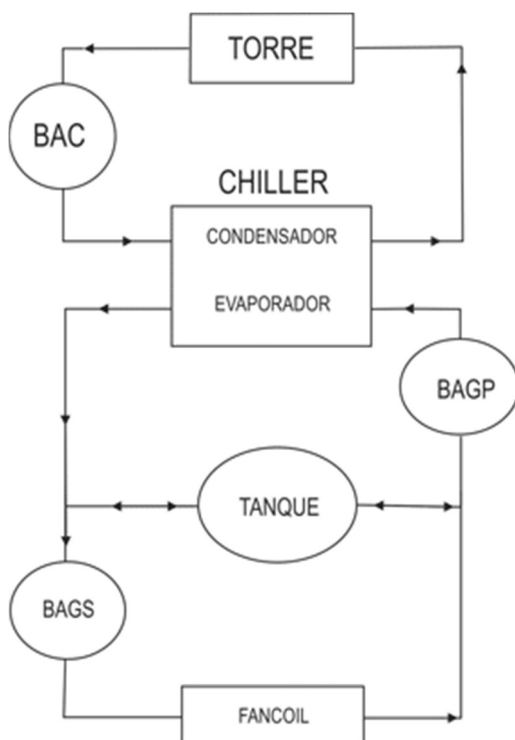 TORRE
BAC
CHILLER
CONDENSADOR
EVAPORADOR
BAGP
TANQUE
BAGS
FANCOIL